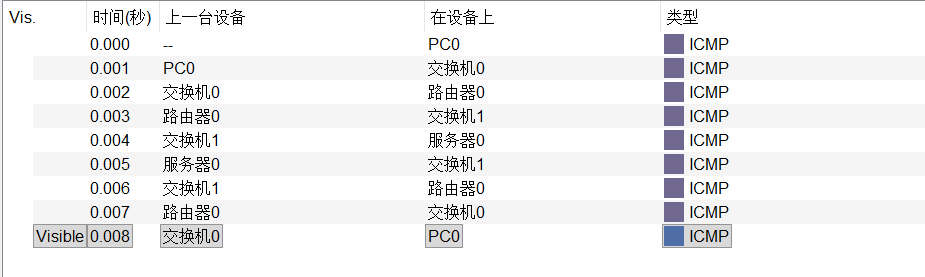 Vis. 时间(秒) 上一台设备 在设备上 类型
0.000 -- PC0 ICMP
0.001 PC0 交换机0 ICMP
0.002 交换机0 路由器0 ICMP
0.003 路由器0 交换机1 ICMP
0.004 交换机1 服务器0 ICMP
0.005 服务器0 交换机1 ICMP
0.006 交换机1 路由器0 ICMP
0.007 路由器0 交换机0 ICMP
Visible 0.008 交换机0 PC0 ICMP